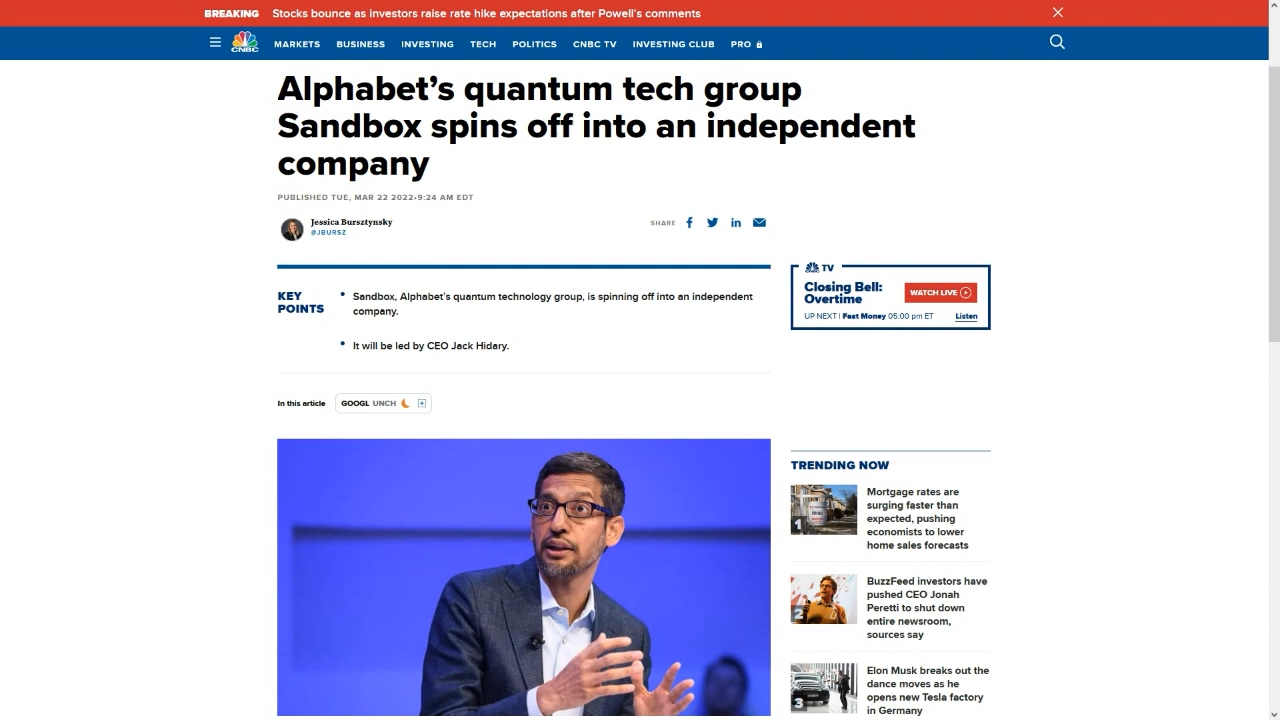 BREAKING Stocks bounce as investors raise rate hike expectations after Powell's comments
CNBC MARKETS BUSINESS INVESTING TECH POLITICS CNBC TV INVESTING CLUB PRO
Alphabet’s quantum tech group
Sandbox spins off into an independent
company
PUBLISHED TUE, MAR 22 2022•9:24 AM EDT
Jessica Bursztynsky
@JBURSZ
SHARE
KEY
POINTS
• Sandbox, Alphabet’s quantum technology group, is spinning off into an independent
company.
• It will be led by CEO Jack Hidary.
In this article GOOGL UNCH
CNBC TV
Closing Bell:
Overtime
WATCH LIVE
UP NEXT | Fast Money 05:00 pm ET Listen
TRENDING NOW
1
Mortgage rates are
surging faster than
expected, pushing
economists to lower
home sales forecasts
2
BuzzFeed investors have
pushed CEO Jonah
Peretti to shut down
entire newsroom,
sources say
3
Elon Musk breaks out the
dance moves as he
opens new Tesla factory
in Germany